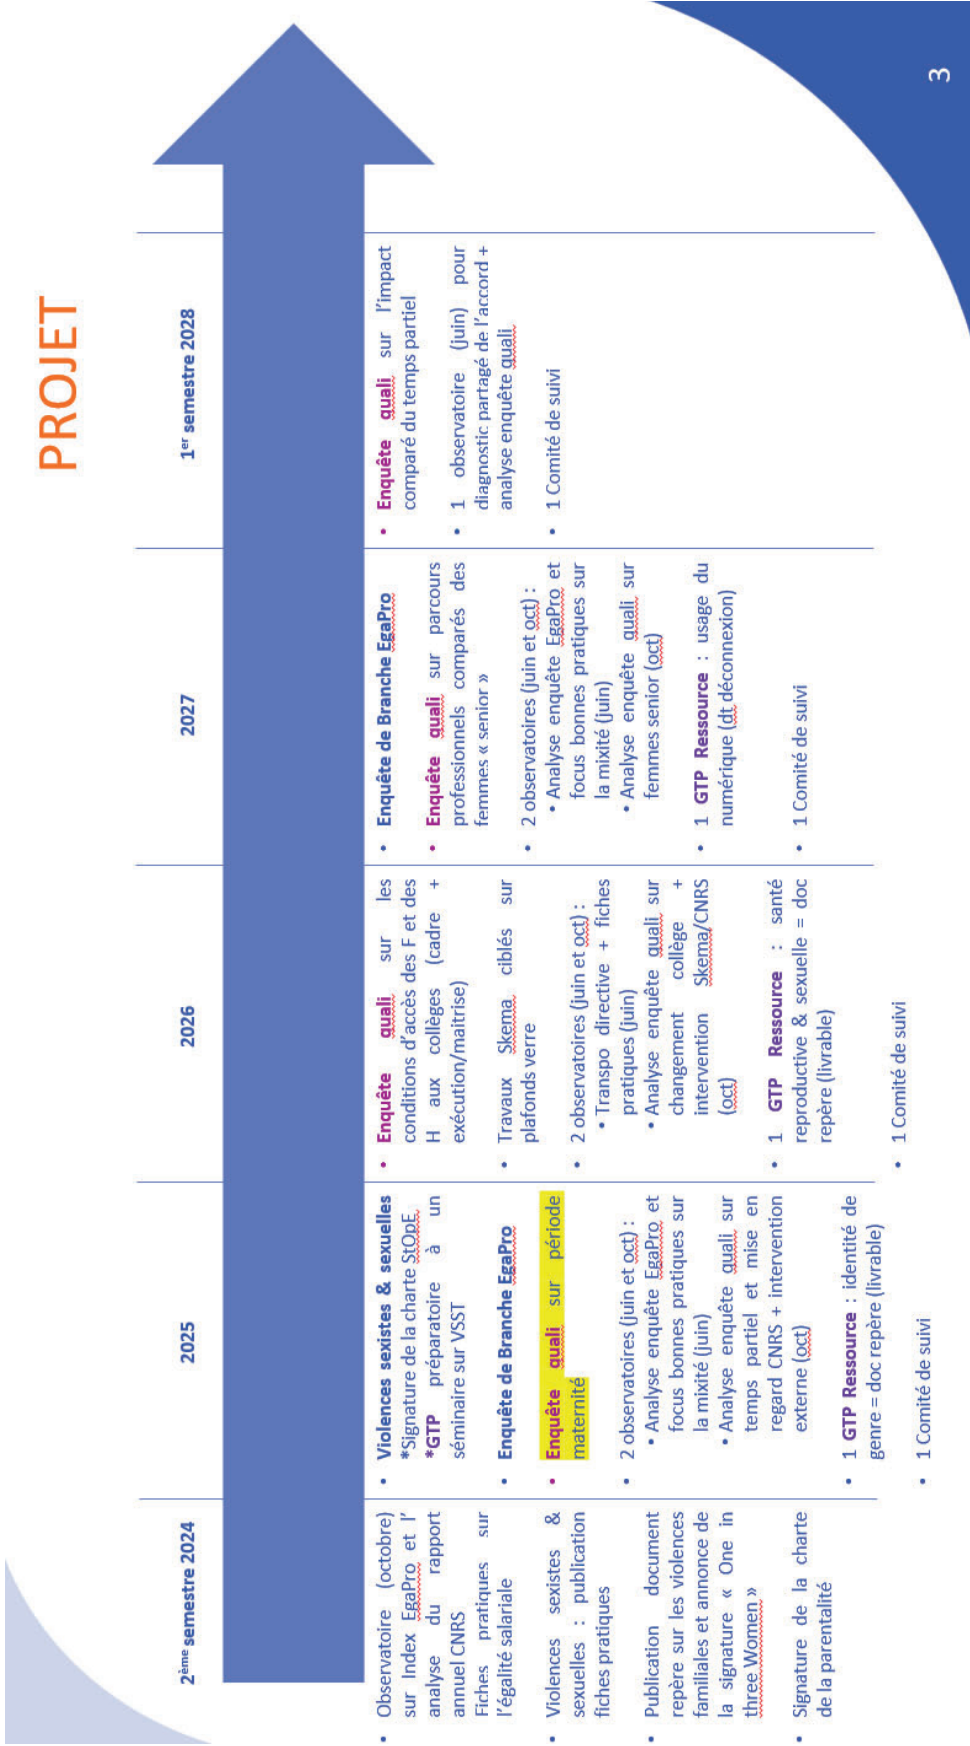 PROJET
2ème semestre 2024
• Observatoire (octobre)
sur Index EgaPro et l'
analyse du rapport
annuel CNRS
Fiches pratiques sur
l'égalité salariale
• Violences sexistes &
sexuelles : publication
fiches pratiques
• Publication document
repère sur les violences
familiales et annonce de
la signature « One in
three Women »
• Signature de la charte
de la parentalité
2025
• Violences sexistes & sexuelles
*Signature de la charte StOpE
*GTP préparatoire à un
séminaire sur VSST
• Enquête de Branche EgaPro
• Enquête quali sur période
maternité
• 2 observatoires (juin et oct) :
• Analyse enquête EgaPro et
focus bonnes pratiques sur
la mixité (juin)
• Analyse enquête quali sur
temps partiel et mise en
regard CNRS + intervention
externe (oct)
• 1 GTP Ressource : identité de
genre = doc repère (livrable)
• 1 Comité de suivi
2026
• Enquête quali sur les
conditions d'accès des F et des
H aux collèges (cadre +
exécution/maitrise)
• Travaux Skema ciblés sur
plafonds verre
• 2 observatoires (juin et oct) :
• Transpo directive + fiches
pratiques (juin)
• Analyse enquête quali sur
changement collège +
intervention Skema/CNRS
(oct)
• 1 GTP Ressource : santé
reproductive & sexuelle = doc
repère (livrable)
• 1 Comité de suivi
2027
• Enquête de Branche EgaPro
• Enquête quali sur parcours
professionnels comparés des
femmes « senior »
• 2 observatoires (juin et oct) :
• Analyse enquête EgaPro et
focus bonnes pratiques sur
la mixité (juin)
• Analyse enquête quali sur
femmes senior (oct)
• 1 GTP Ressource : usage du
numérique (dt déconnexion)
• 1 Comité de suivi
1er semestre 2028
• Enquête quali sur l'impact
comparé du temps partiel
• 1 observatoire (juin) pour
diagnostic partagé de l'accord +
analyse enquête quali
• 1 Comité de suivi
3